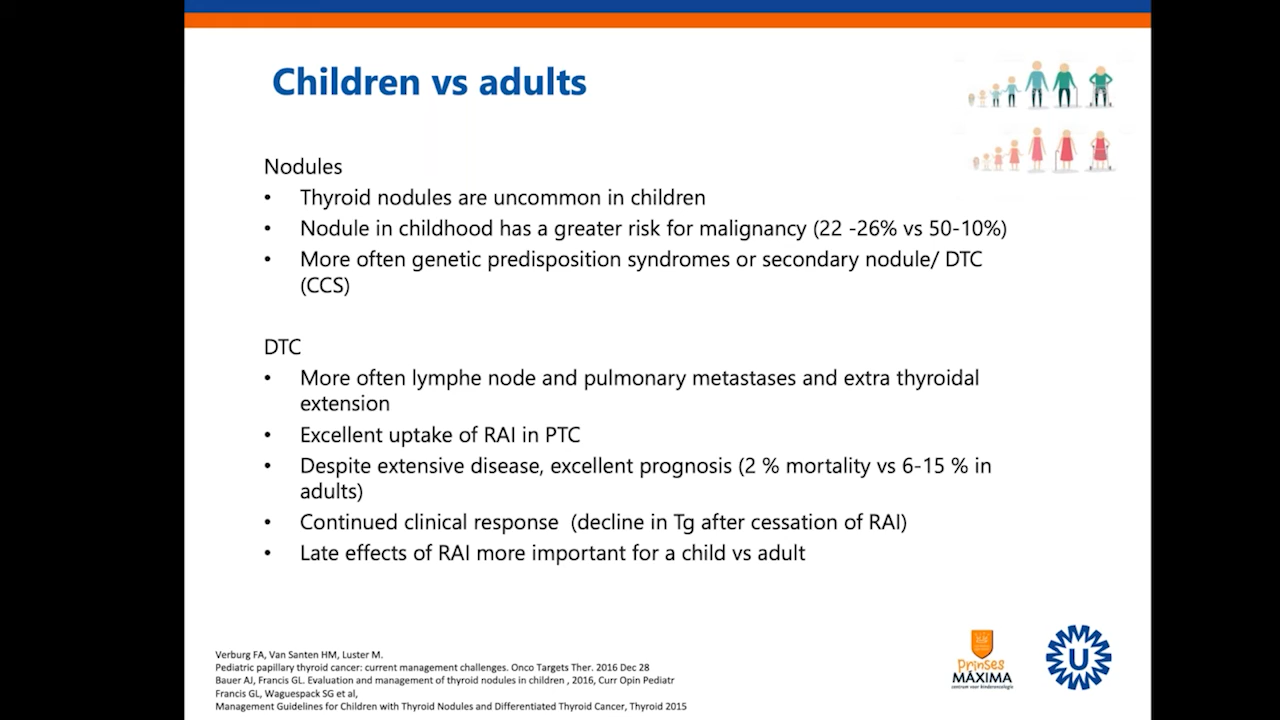 Children vs adults
Nodules
• Thyroid nodules are uncommon in children
• Nodule in childhood has a greater risk for malignancy (22 -26% vs 50-10%)
• More often genetic predisposition syndromes or secondary nodule/ DTC
(CCS)
DTC
• More often lymphe node and pulmonary metastases and extra thyroidal
extension
• Excellent uptake of RAI in PTC
• Despite extensive disease, excellent prognosis (2 % mortality vs 6-15 % in
adults)
• Continued clinical response (decline in Tg after cessation of RAI)
• Late effects of RAI more important for a child vs adult
Verburg FA, Van Santen HM, Luster M.
Pediatric papillary thyroid cancer: current management challenges. Onco Targets Ther. 2016 Dec 28
Bauer AJ, Francis GL. Evaluation and management of thyroid nodules in children , 2016, Curr Opin Pediatr
Francis GL, Waguespack SG et al,
Management Guidelines for Children with Thyroid Nodules and Differentiated Thyroid Cancer, Thyroid 2015
PRINSES
MÁXIMA
centrum voor kinderoncologie
U